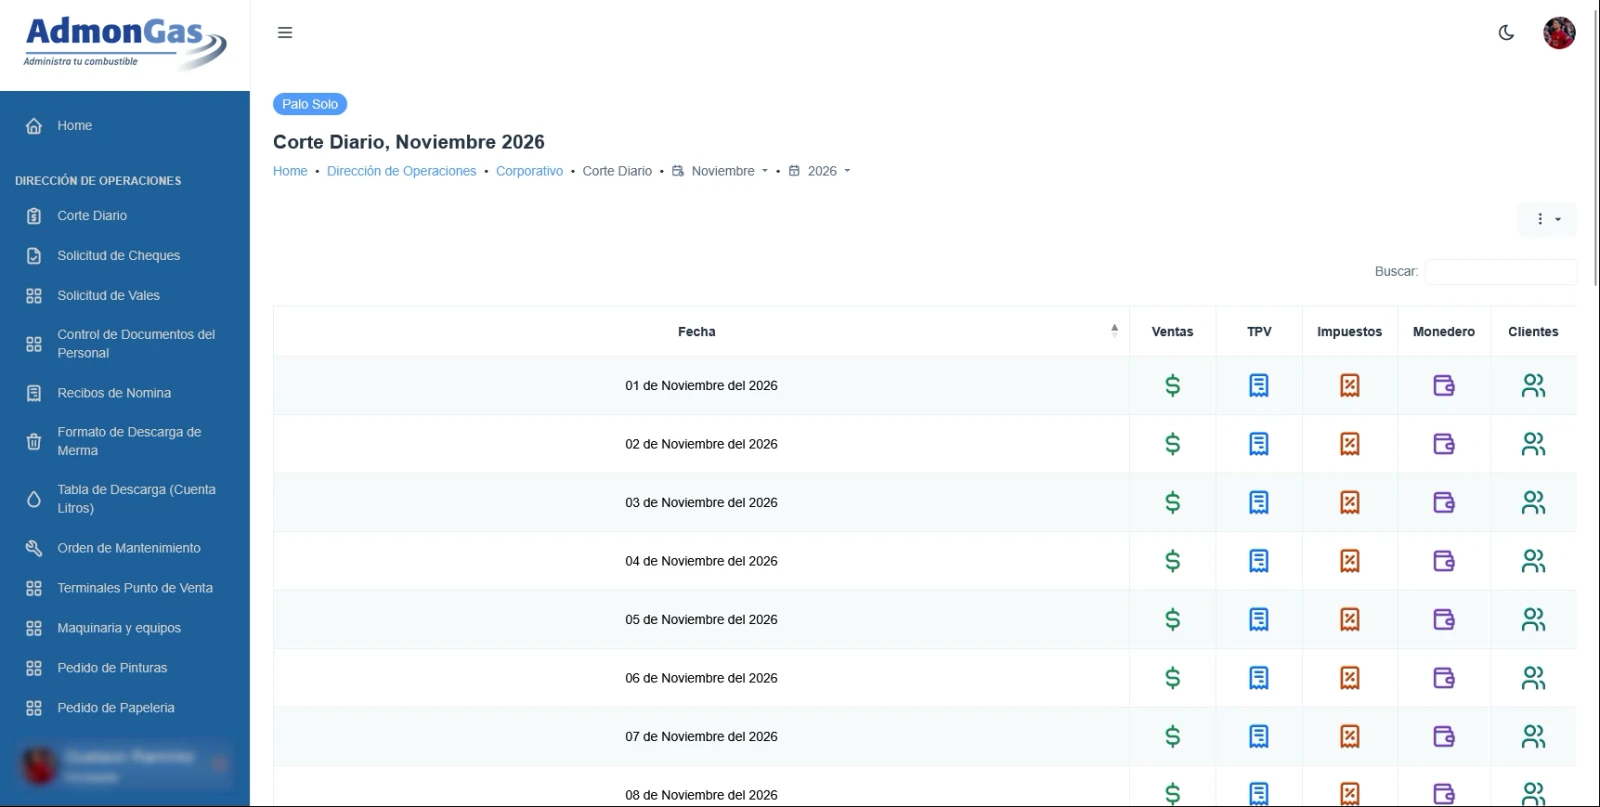 AdmonGas
Administra tu combustible
Home
DIRECCIÓN DE OPERACIONES
Corte Diario
Solicitud de Cheques
Solicitud de Vales
Control de Documentos del
Personal
Recibos de Nomina
Formato de Descarga de
Merma
Tabla de Descarga (Cuenta
Litros)
Orden de Mantenimiento
Terminales Punto de Venta
Maquinaria y equipos
Pedido de Pinturas
Pedido de Papeleria
Palo Solo
Corte Diario, Noviembre 2026
Home • Dirección de Operaciones • Corporativo • Corte Diario • Noviembre • 2026
Buscar:
Fecha Ventas TPV Impuestos Monedero Clientes
01 de Noviembre del 2026
02 de Noviembre del 2026
03 de Noviembre del 2026
04 de Noviembre del 2026
05 de Noviembre del 2026
06 de Noviembre del 2026
07 de Noviembre del 2026
08 de Noviembre del 2026